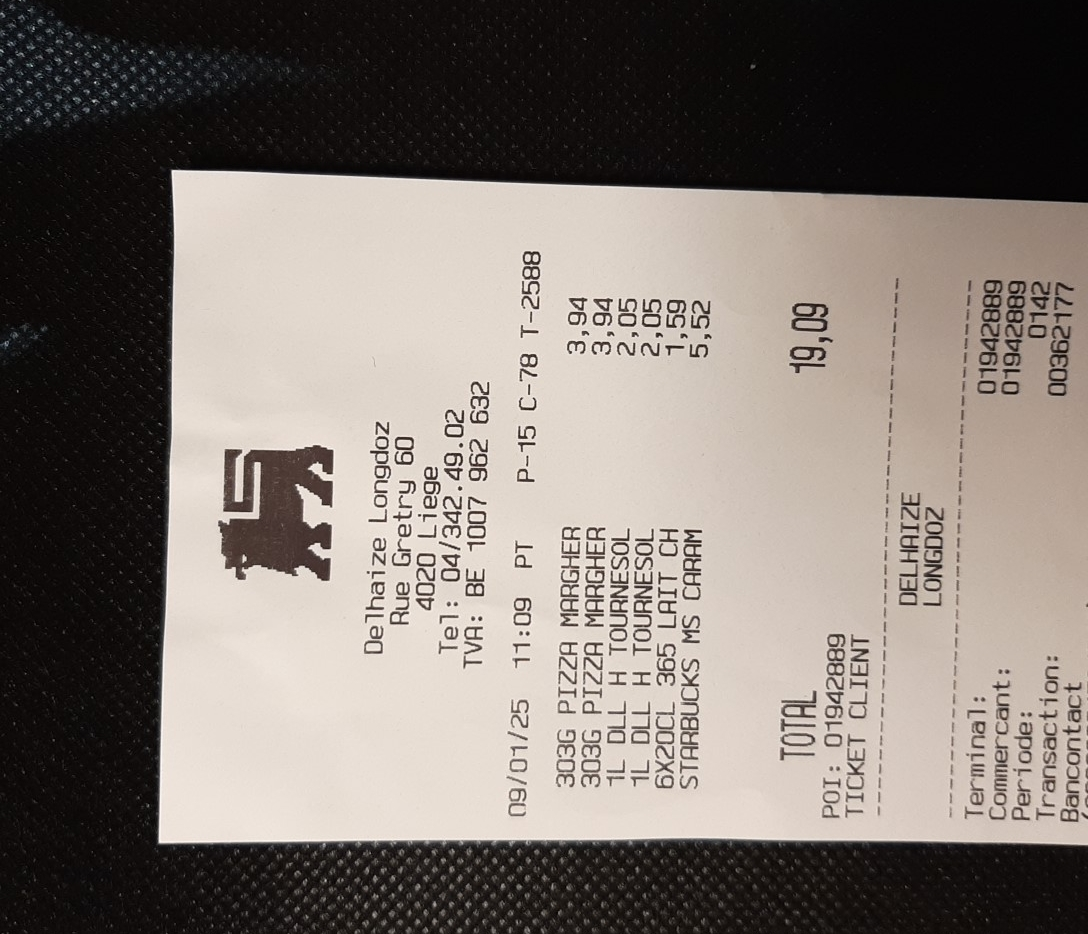 Delhaize Longdoz
Rue Gretry 60
4020 Liege
Tel: 04/342.49.02
TVA: BE 1007 962 632
09/01/25 11:09 PT P-15 C-78 T-2588
303G PIZZA MARGHER 3,94
303G PIZZA MARGHER 3,94
1L DLL H TOURNESOL 2,05
1L DLL H TOURNESOL 2,05
6X20CL 365 LAIT CH 1,59
STARBUCKS MS CARAM 5,52
TOTAL 19,09
POI: 01942889
TICKET CLIENT
--------------------------------
DELHAIZE
LONGDOZ
--------------------------------
Terminal: 01942889
Commercant: 01942889
Periode: 0142
Transaction: 00362177
Bancontact